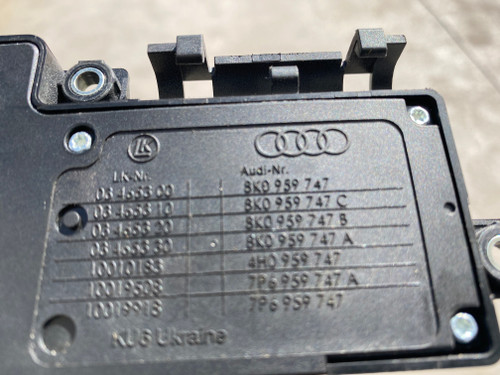 LK
LK-Nr. Audi-Nr.
03 4653 00 8K0 959 747
03 4653 10 8K0 959 747 C
03 4653 20 8K0 959 747 B
03 4653 30 8K0 959 747 A
10010183 4H0 959 747
10019508 7P6 959 747 A
10019918 7P6 959 747
Ukraine